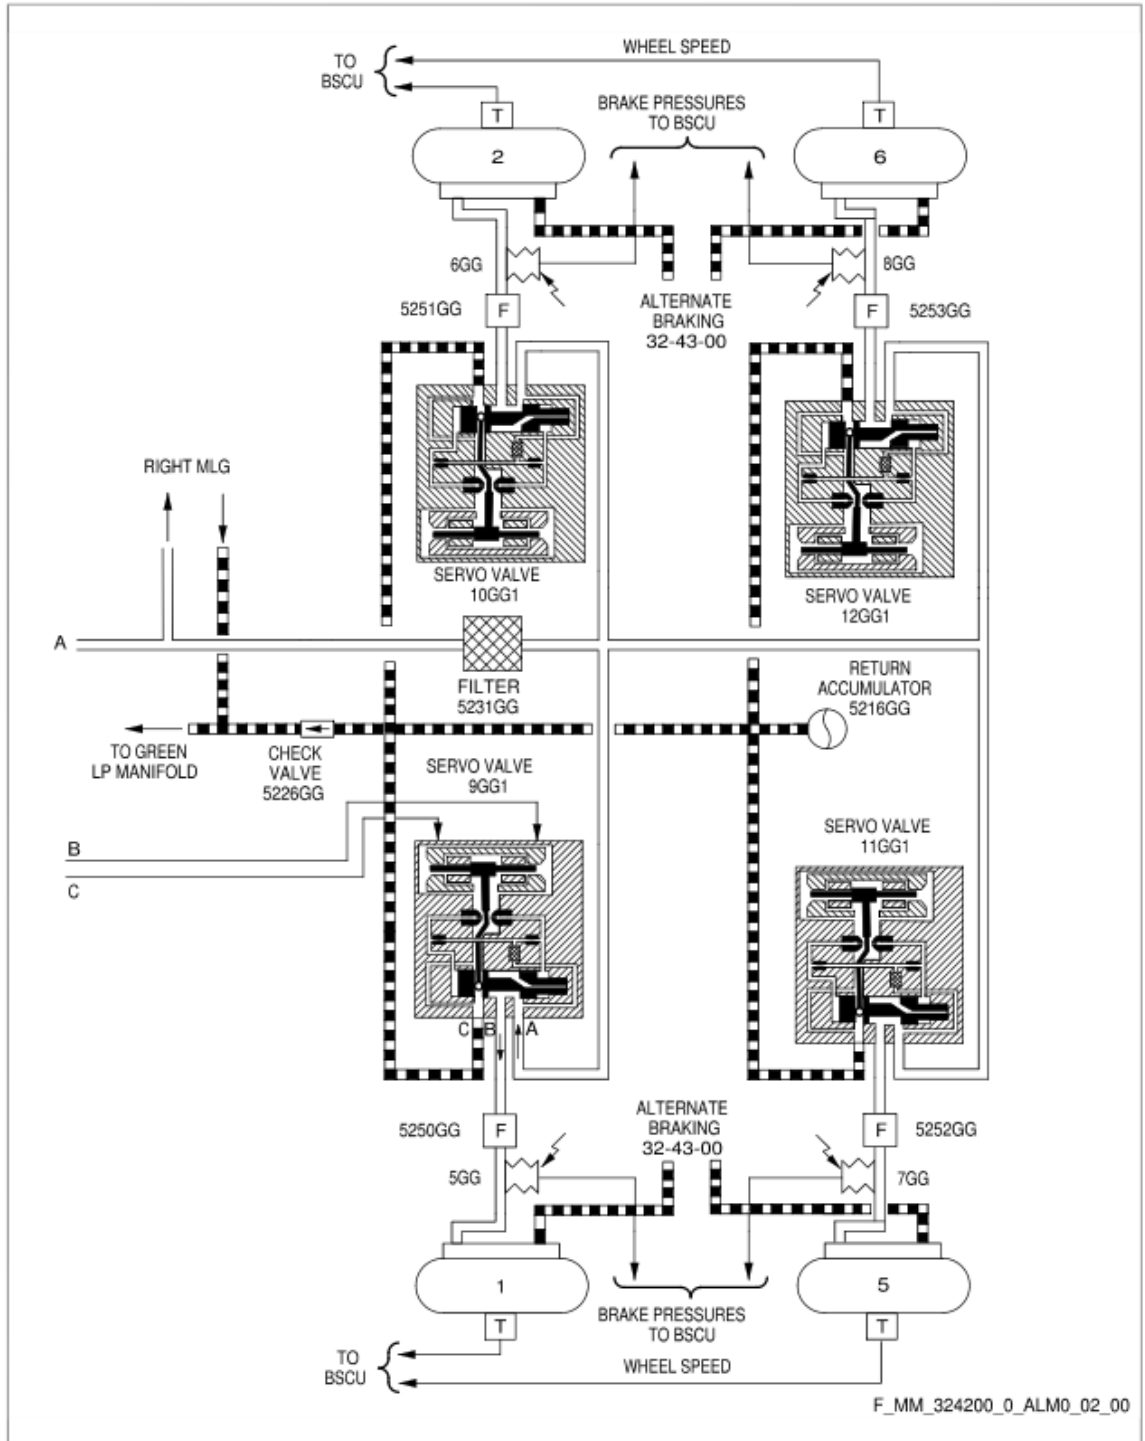 WHEEL SPEED
TO
BSCU
BRAKE PRESSURES
TO BSCU
T
T
2
6
6GG
8GG
5251GG
F
ALTERNATE
BRAKING
32-43-00
F
5253GG
RIGHT MLG
SERVO VALVE
10GG1
SERVO VALVE
12GG1
A
FILTER
5231GG
RETURN
ACCUMULATOR
5216GG
TO GREEN
LP MANIFOLD
CHECK
VALVE
5226GG
SERVO VALVE
9GG1
SERVO VALVE
11GG1
B
C
C B A
5250GG
F
ALTERNATE
BRAKING
32-43-00
F
5252GG
5GG
7GG
1
5
T
T
BRAKE PRESSURES
TO BSCU
TO
BSCU
WHEEL SPEED
F_MM_324200_0_ALM0_02_00